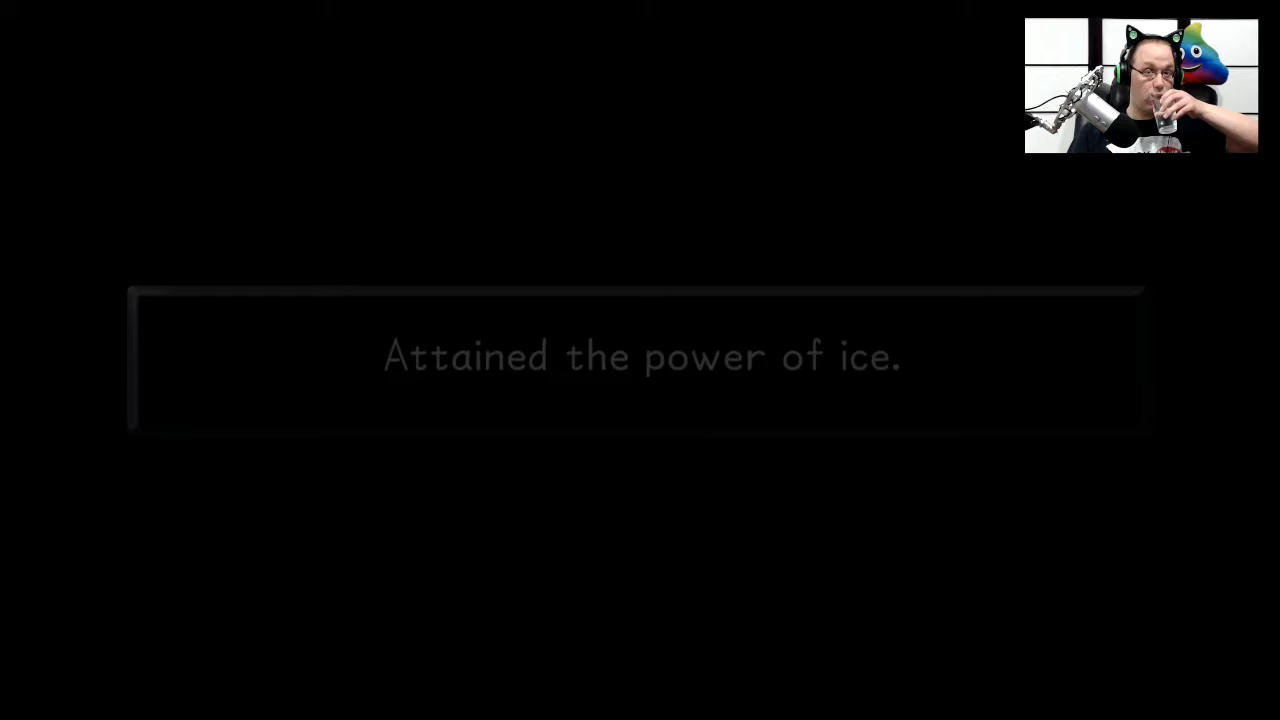 Attained the power of ice.